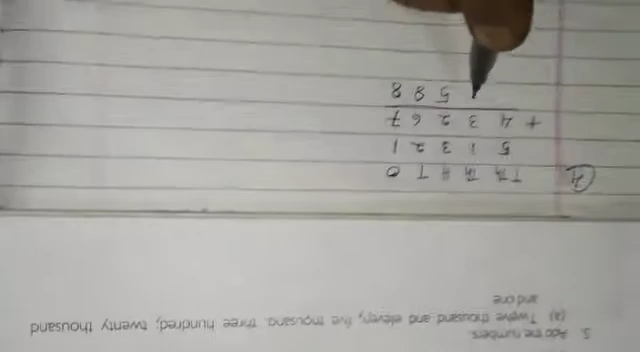 5. Add the numbers.
(a) Twelve thousand and eleven; five thousand, three hundred; twenty thousand
and one
TTh Th H T O
5 1 3 2 1
+ 4 3 2 6 7
5 8 8